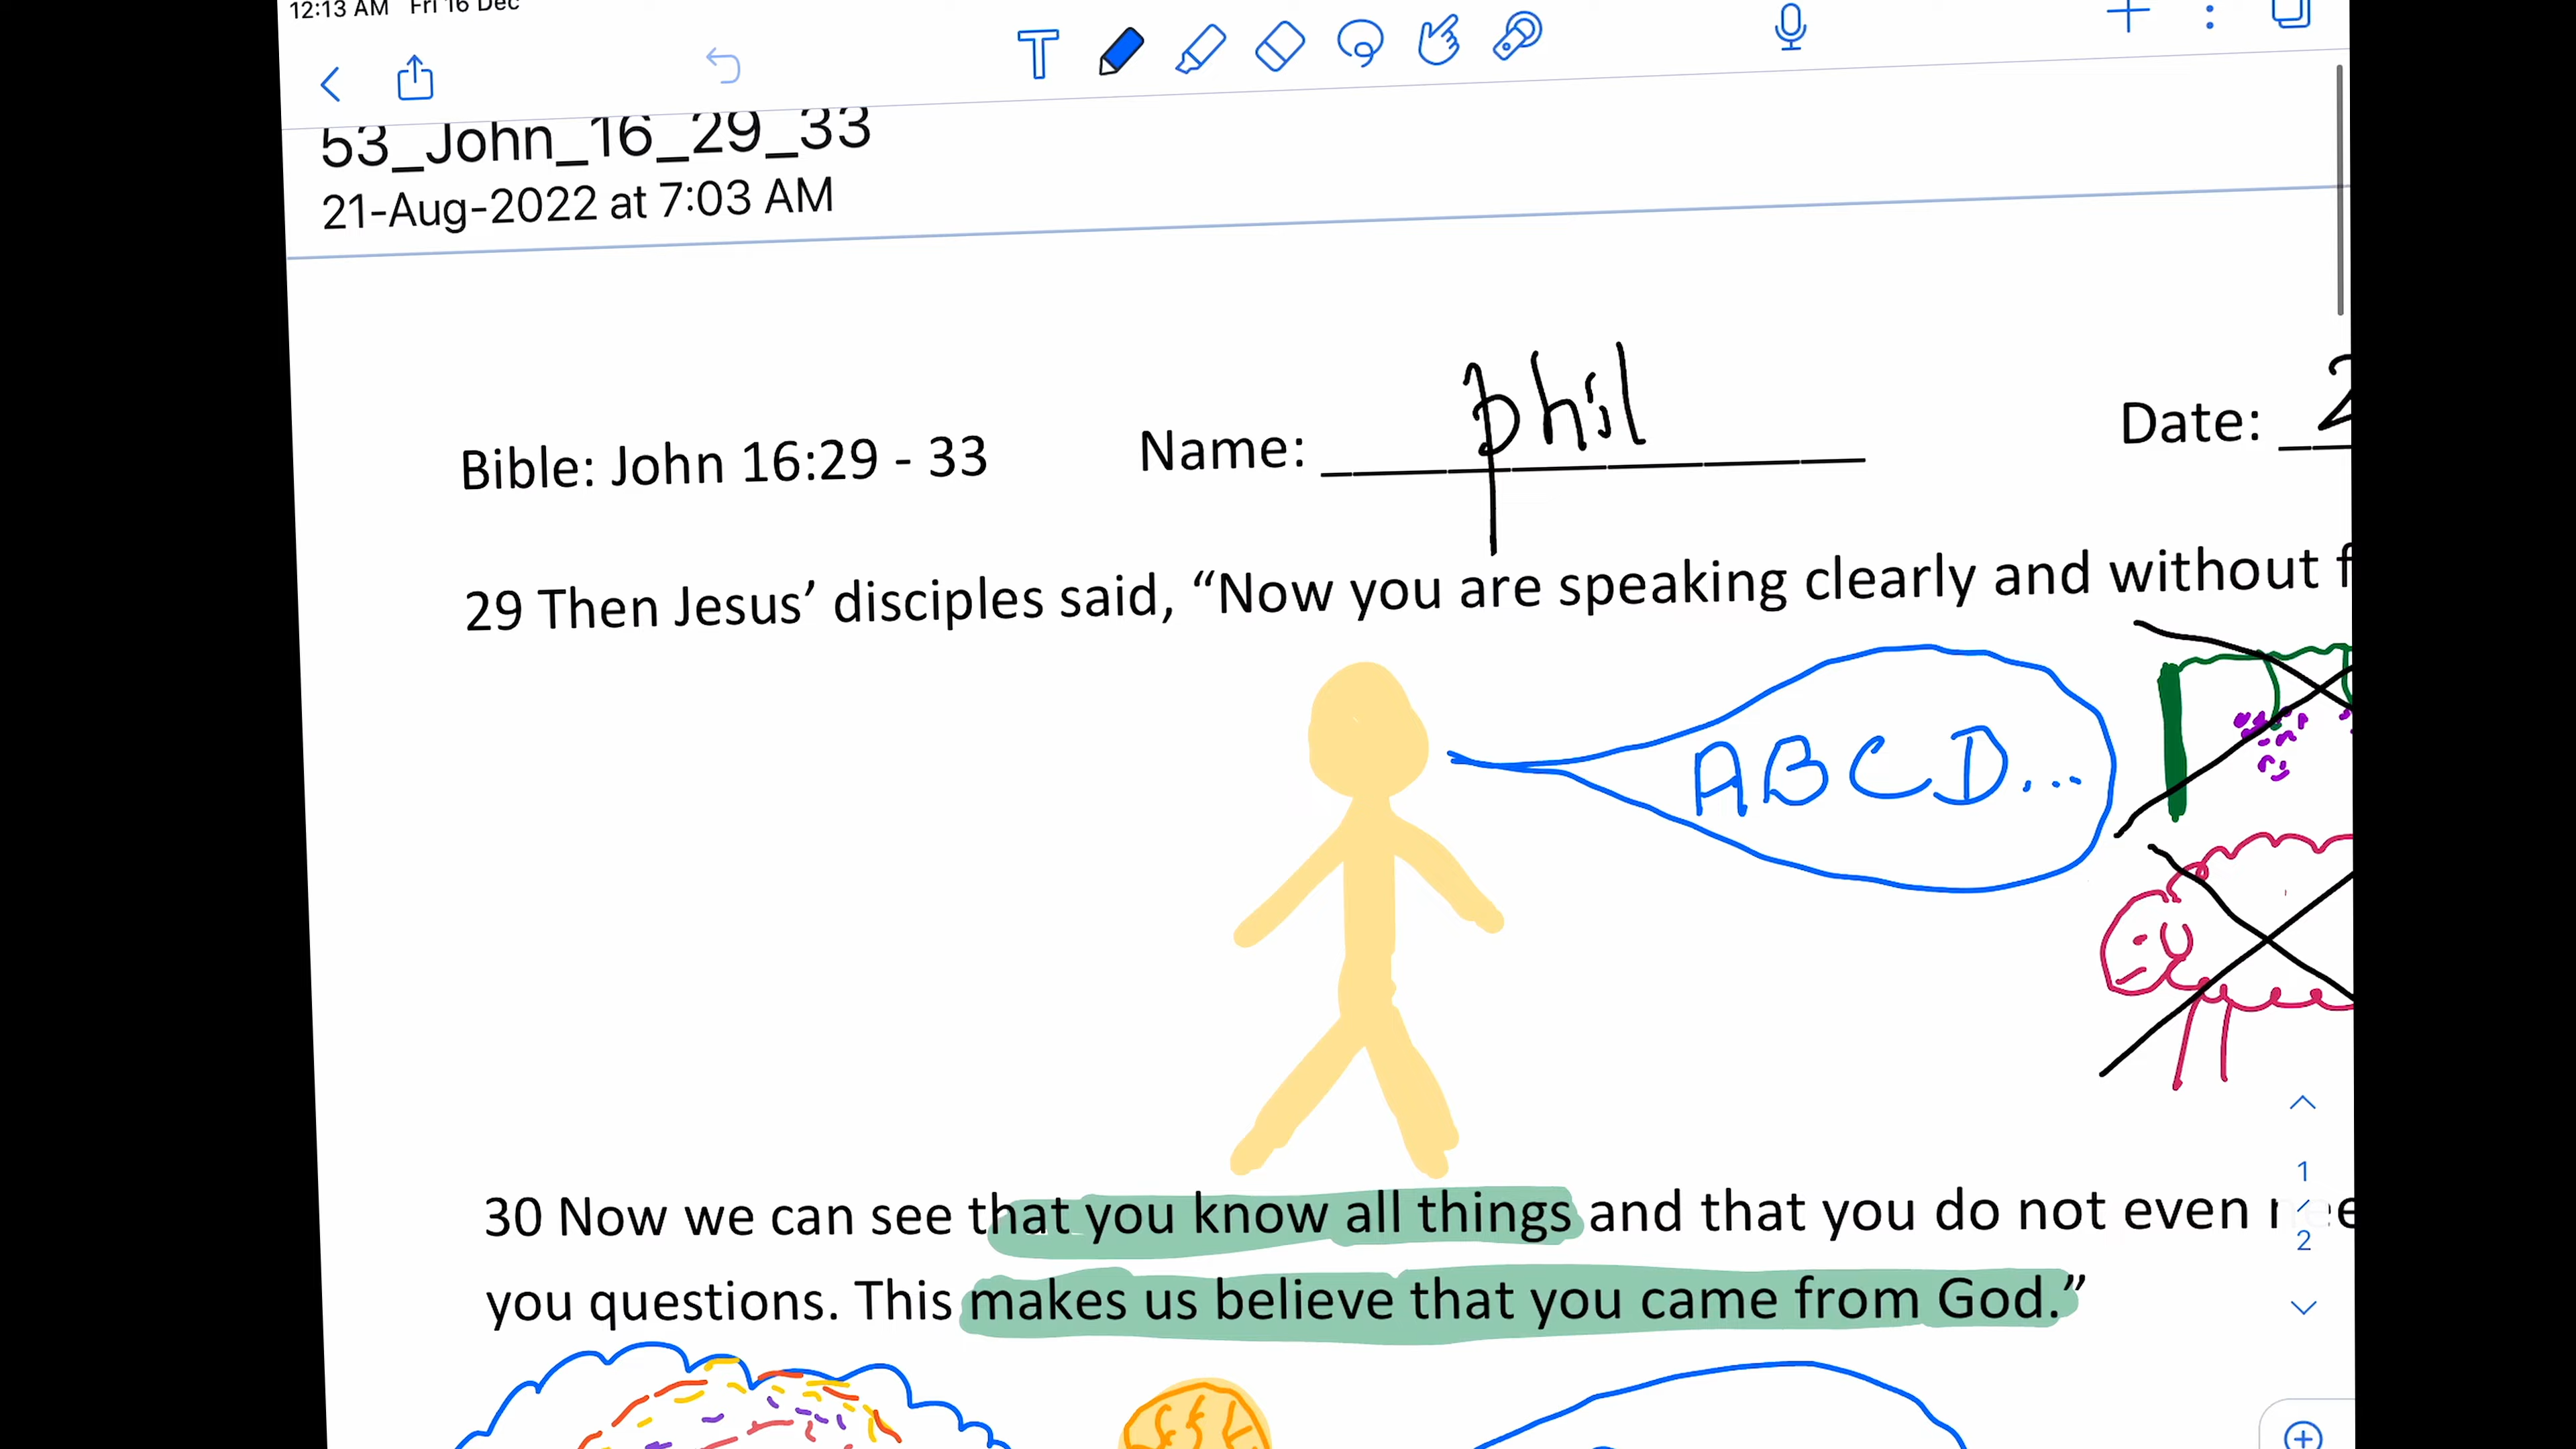 12:13 AM Fri 16 Dec
T
53_John_16_29_33
21-Aug-2022 at 7:03 AM
Bible: John 16:29 - 33 Name: phil Date: 2
29 Then Jesus’ disciples said, “Now you are speaking clearly and without f
ABCD...
30 Now we can see that you know all things and that you do not even
you questions. This makes us believe that you came from God.”
1
/
2